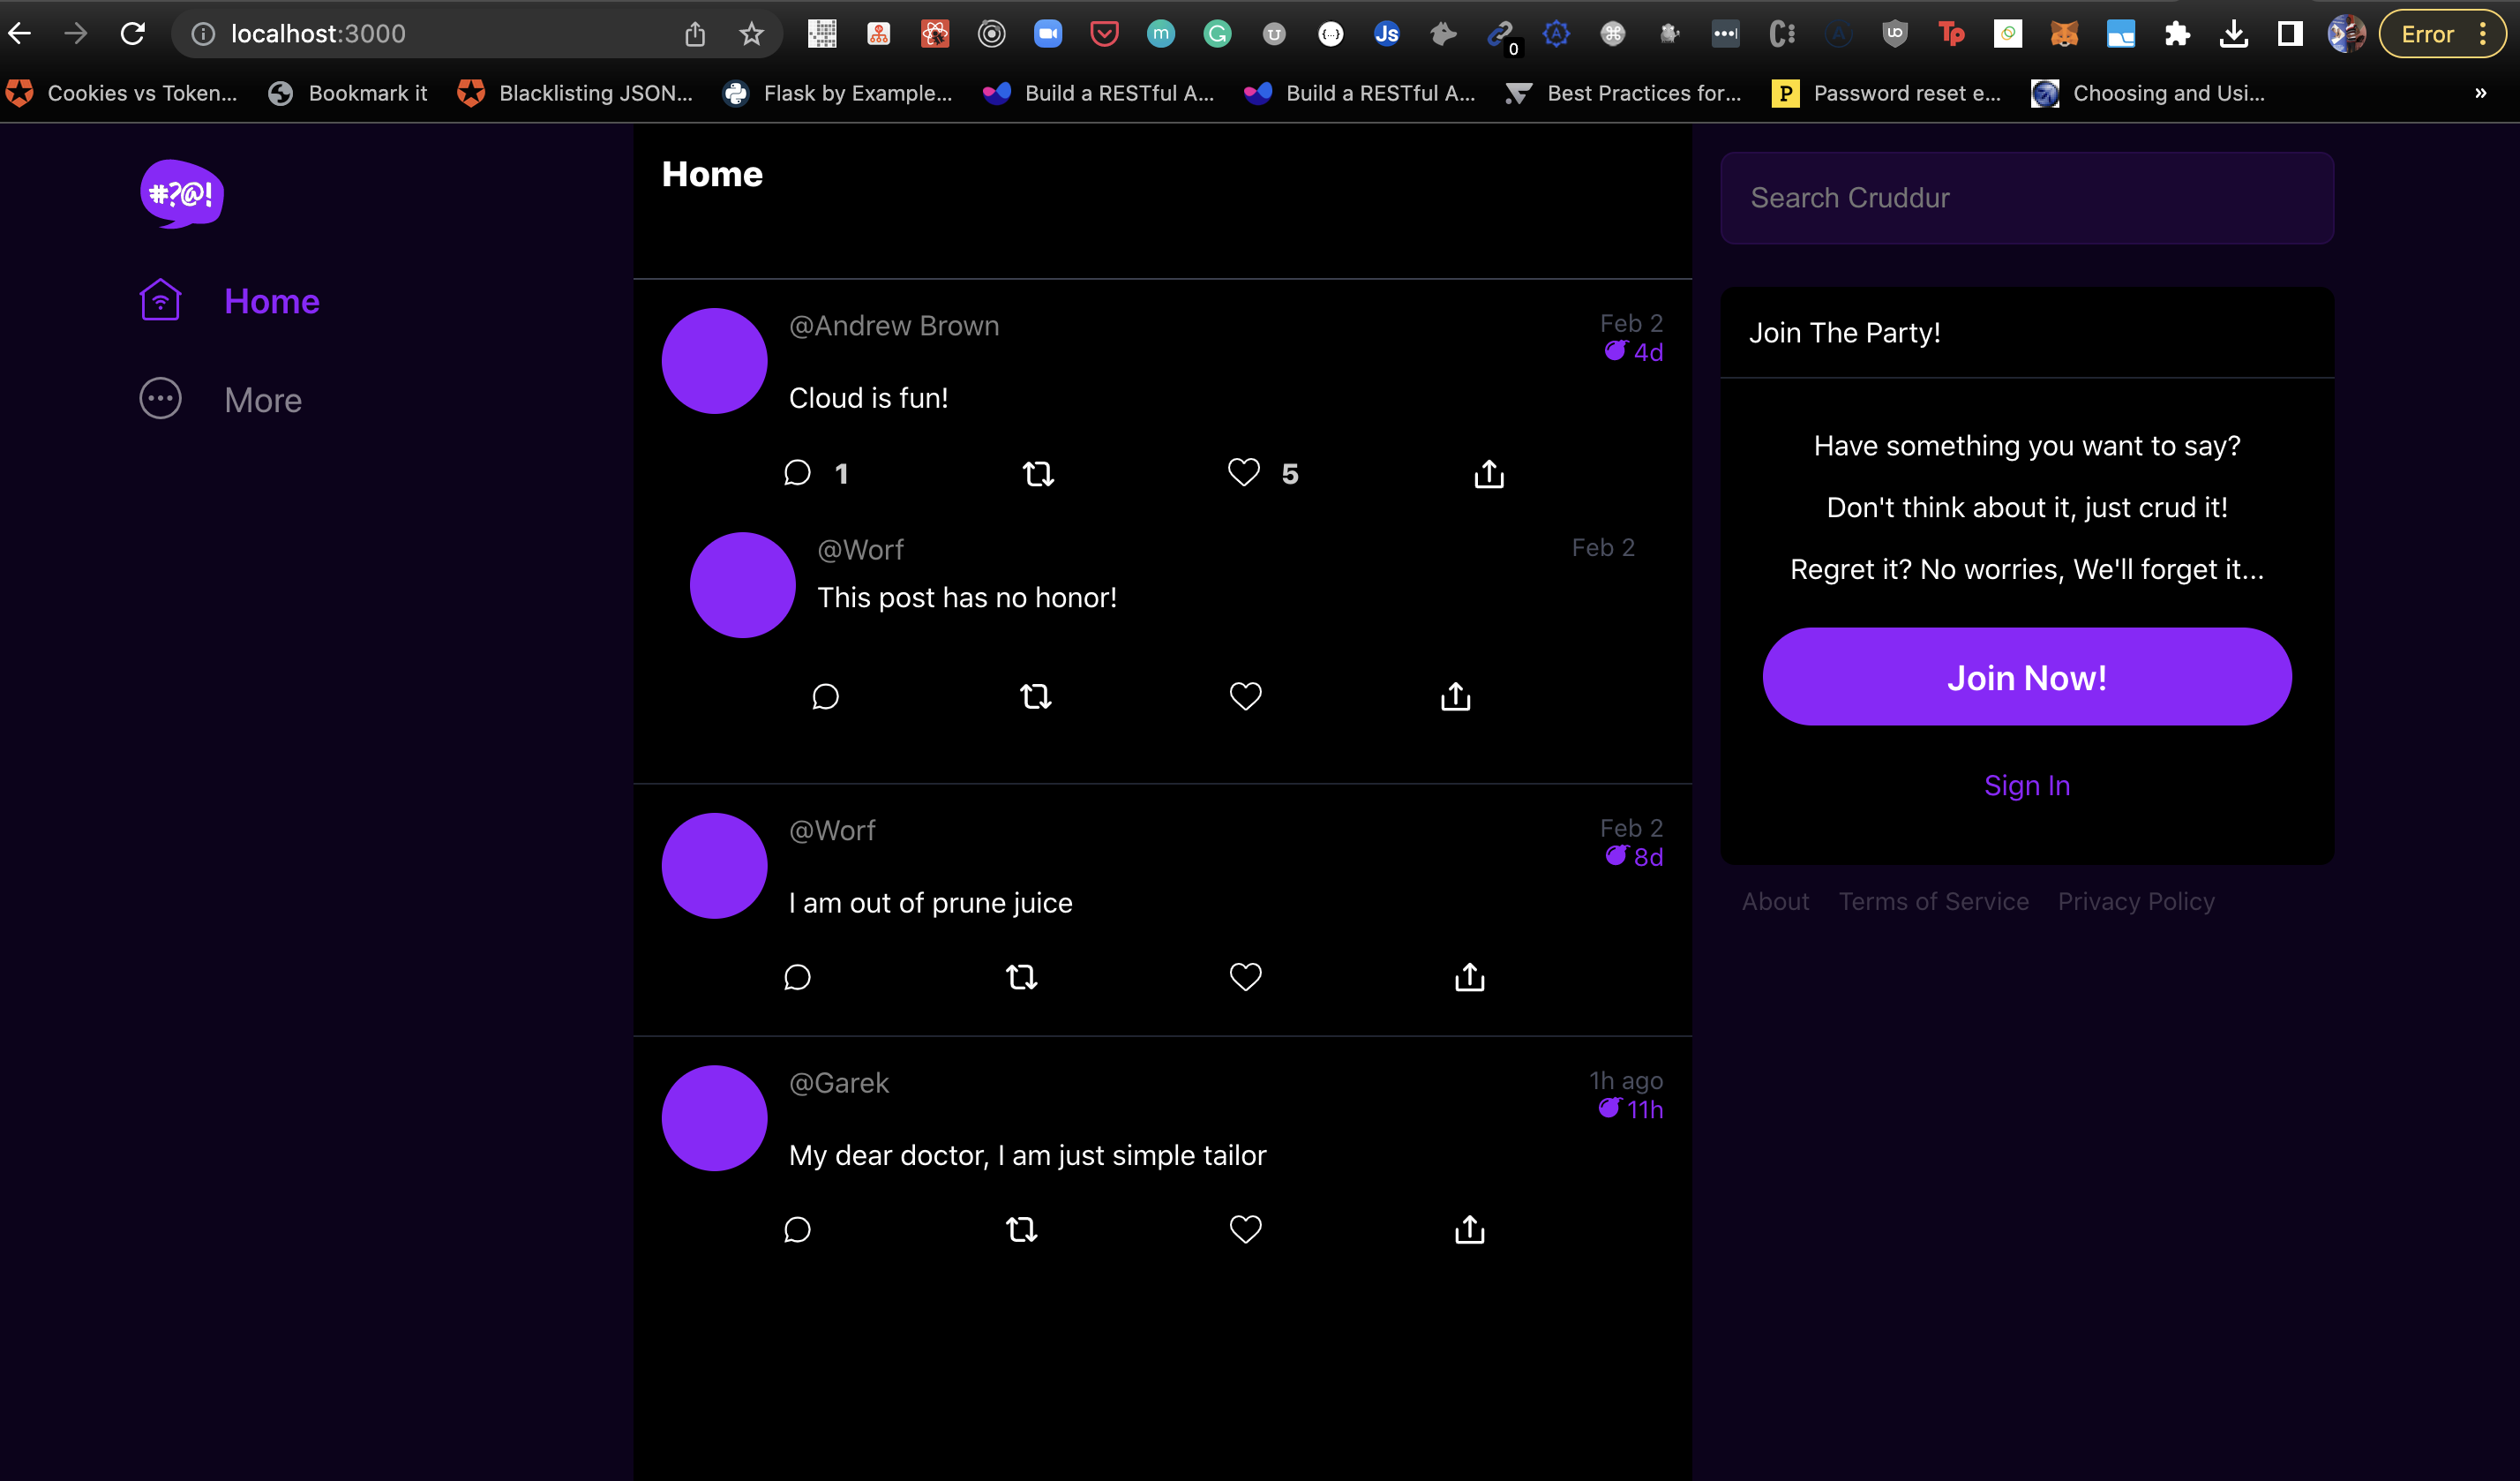 localhost:3000
0
Error
Cookies vs Token...
Bookmark it
Blacklisting JSON...
Flask by Example...
Build a RESTful A...
Build a RESTful A...
Best Practices for...
Password reset e...
Choosing and Usi...
»
#?@!
Home
More
Home
@Andrew Brown
Feb 2
4d
Cloud is fun!
1
5
@Worf
Feb 2
This post has no honor!
@Worf
Feb 2
8d
I am out of prune juice
@Garek
1h ago
11h
My dear doctor, I am just simple tailor
Search Cruddur
Join The Party!
Have something you want to say?
Don't think about it, just crud it!
Regret it? No worries, We'll forget it...
Join Now!
Sign In
About Terms of Service Privacy Policy